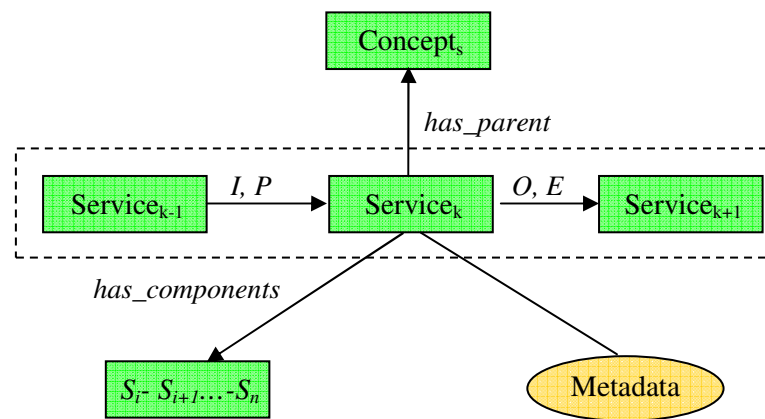 Concept_s
has_parent
Service_k-1
I, P
Service_k
O, E
Service_k+1
has_components
S_i- S_i+1…-S_n
Metadata